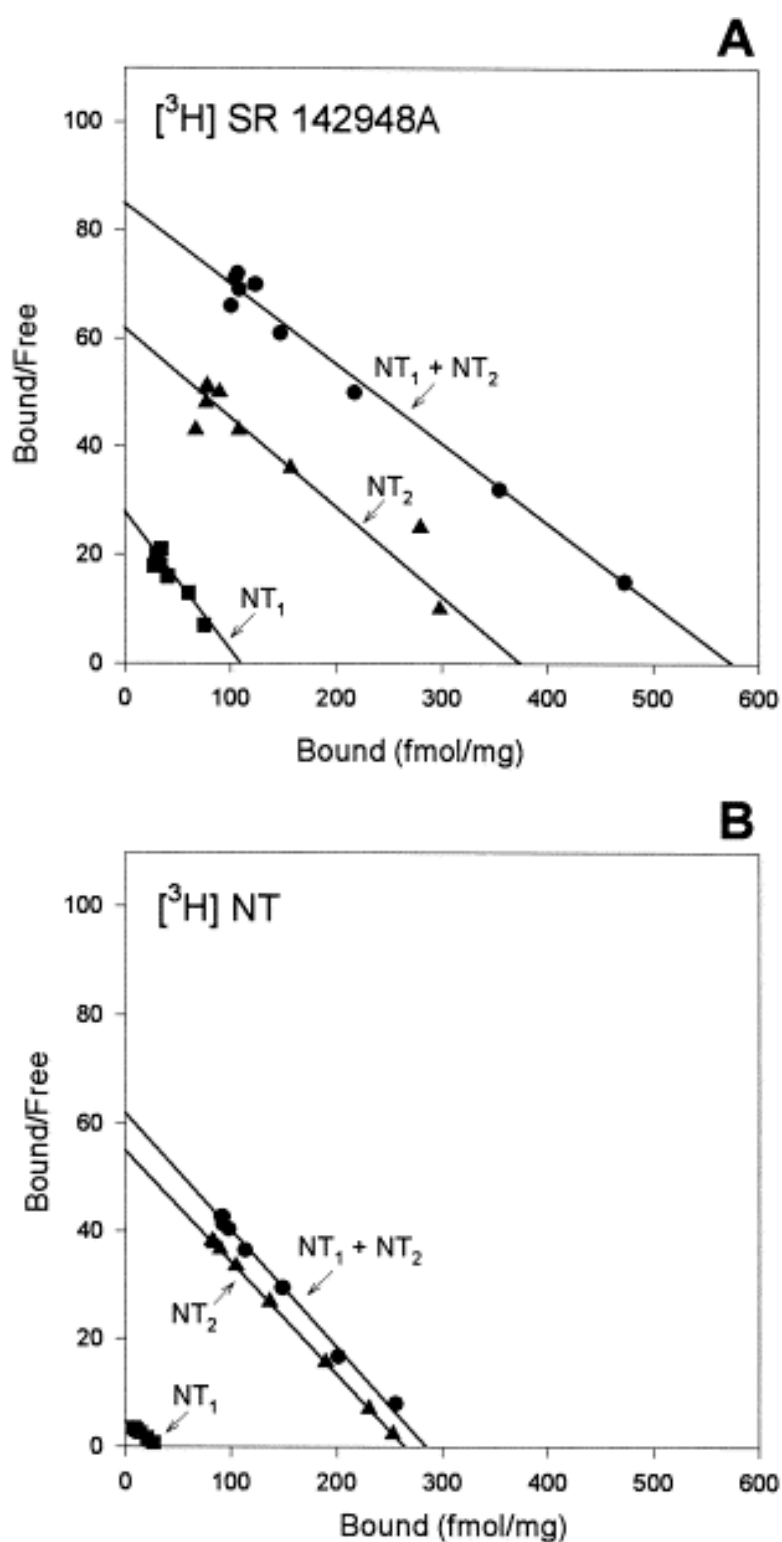 A
[³H] SR 142948A
100
80
60
40
20
0
Bound/Free
NT₁ + NT₂
NT₂
NT₁
0 100 200 300 400 500 600
Bound (fmol/mg)
B
[³H] NT
100
80
60
40
20
0
Bound/Free
NT₁ + NT₂
NT₂
NT₁
0 100 200 300 400 500 600
Bound (fmol/mg)